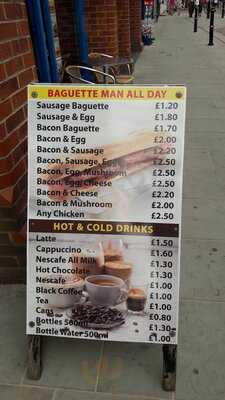 BAGUETTE MAN ALL DAY
Sausage Baguette £1.20
Sausage & Egg £1.80
Bacon Baguette £1.70
Bacon & Egg £2.00
Bacon & Sausage £2.20
Bacon, Sausage, Egg £2.50
Bacon, Egg, Mushroom £2.50
Bacon, Egg, Cheese £2.50
Bacon & Cheese £2.20
Bacon & Mushroom £2.00
Any Chicken £2.50
HOT & COLD DRINKS
Latte £1.50
Cappuccino £1.60
Nescafe All Milk £1.30
Hot Chocolate £1.30
Nescafe £1.00
Black Coffee £1.00
Tea £1.00
Cans £0.80
Bottles 500ml £1.30
Bottle Water 500ml £1.00